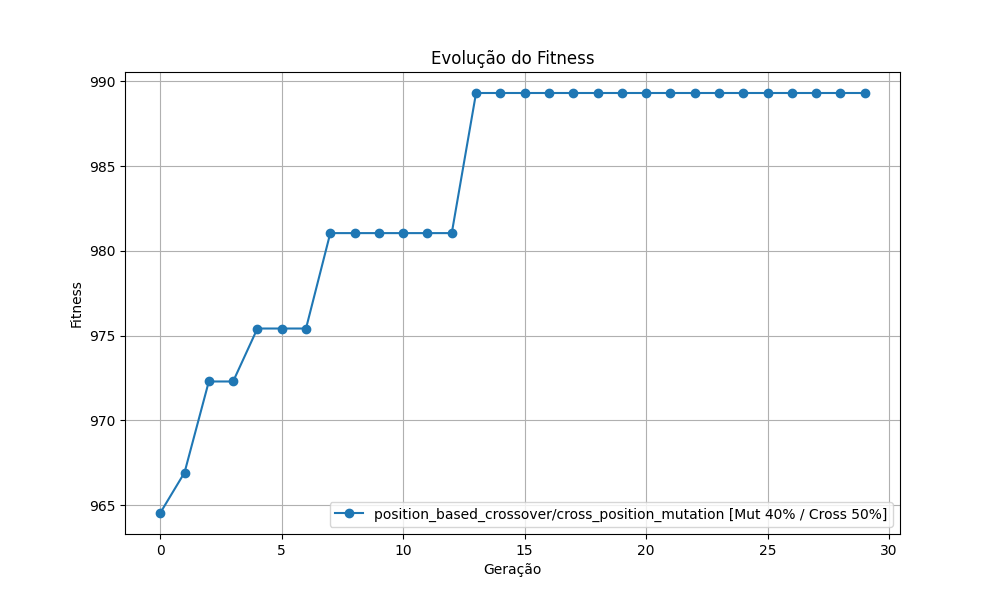 Evolução do Fitness
Fitness
990
985
980
975
970
965
position_based_crossover/cross_position_mutation [Mut 40% / Cross 50%]
0 5 10 15 20 25 30
Geração